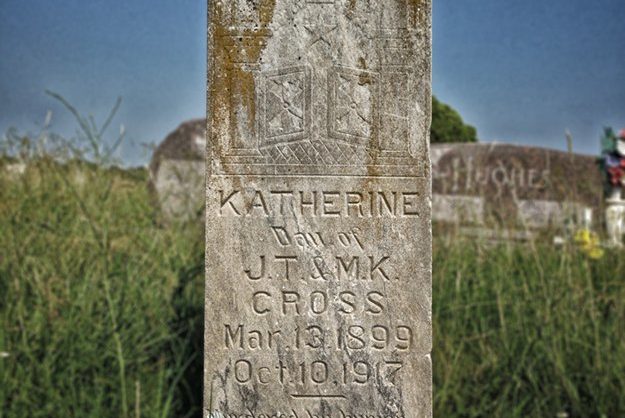 KATHERINE
Dau. of
J.T. & M.K.
CROSS
Mar. 13. 1899
Oct. 10. 1917
HUGHES